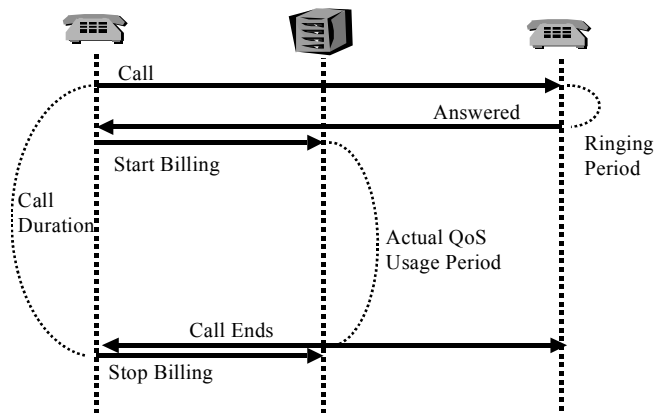 Call
Answered
Ringing
Period
Start Billing
Call
Duration
Actual QoS
Usage Period
Call Ends
Stop Billing